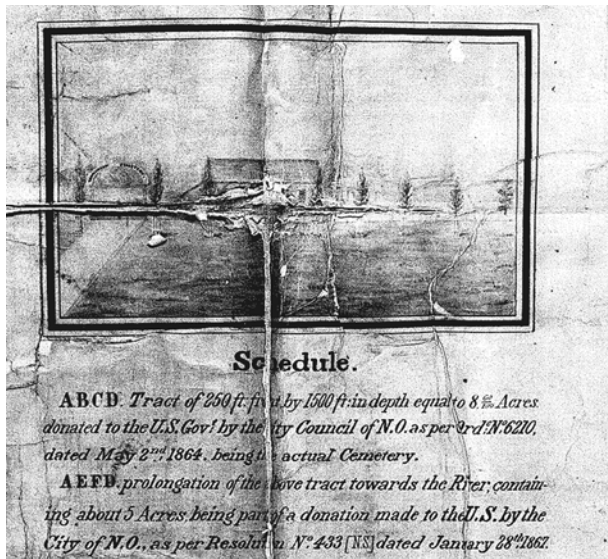 Schedule.
ABCD. Tract of 250 ft. front by 1500 ft: in depth equal to 8. Acres
donated to the U.S. Govt by the City Council of N.O. as per Ord: No 6210,
dated May 2nd 1864. being the actual Cemetery.
AEFD. prolongation of the above tract towards the River, contain-
ing about 5 Acres, being part of a donation made to the U.S. by the
City of N.O., as per Resolution No 433 [N.S] dated January 28th 1867.